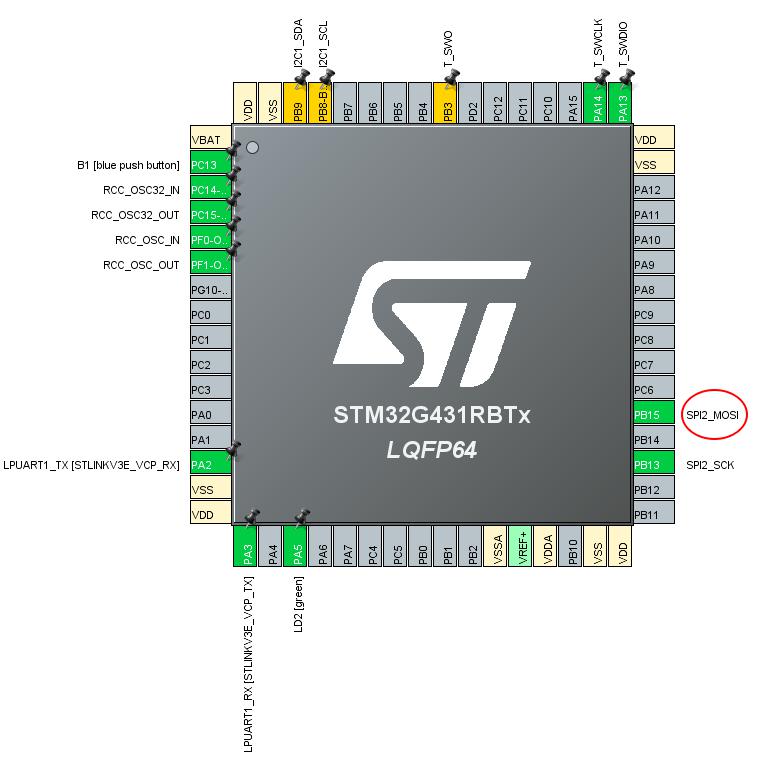 I2C1_SDA
I2C1_SCL
T_SWO
T_SWCLK
T_SWDIO
VDD
VSS
PB9
PB8-B
PB7
PB6
PB5
PB4
PB3
PD2
PC12
PC11
PC10
PA15
PA14
PA13
VBAT
VDD
B1 [blue push button]
PC13
VSS
RCC_OSC32_IN
PC14-..
PA12
RCC_OSC32_OUT
PC15-..
PA11
RCC_OSC_IN
PF0-O..
PA10
RCC_OSC_OUT
PF1-O..
PA9
PG10-..
PA8
PC0
PC9
PC1
PC8
PC2
PC7
PC3
PC6
PA0
PB15
SPI2_MOSI
PA1
PB14
LPUART1_TX [STLINKV3E_VCP_RX]
PA2
PB13
SPI2_SCK
VSS
PB12
VDD
PB11
ST
STM32G431RBTx
LQFP64
PA3
PA4
PA5
PA6
PA7
PC4
PC5
PB0
PB1
PB2
VSSA
VREF+
VDDA
PB10
VSS
VDD
LPUART1_RX [STLINKV3E_VCP_TX]
LD2 [green]